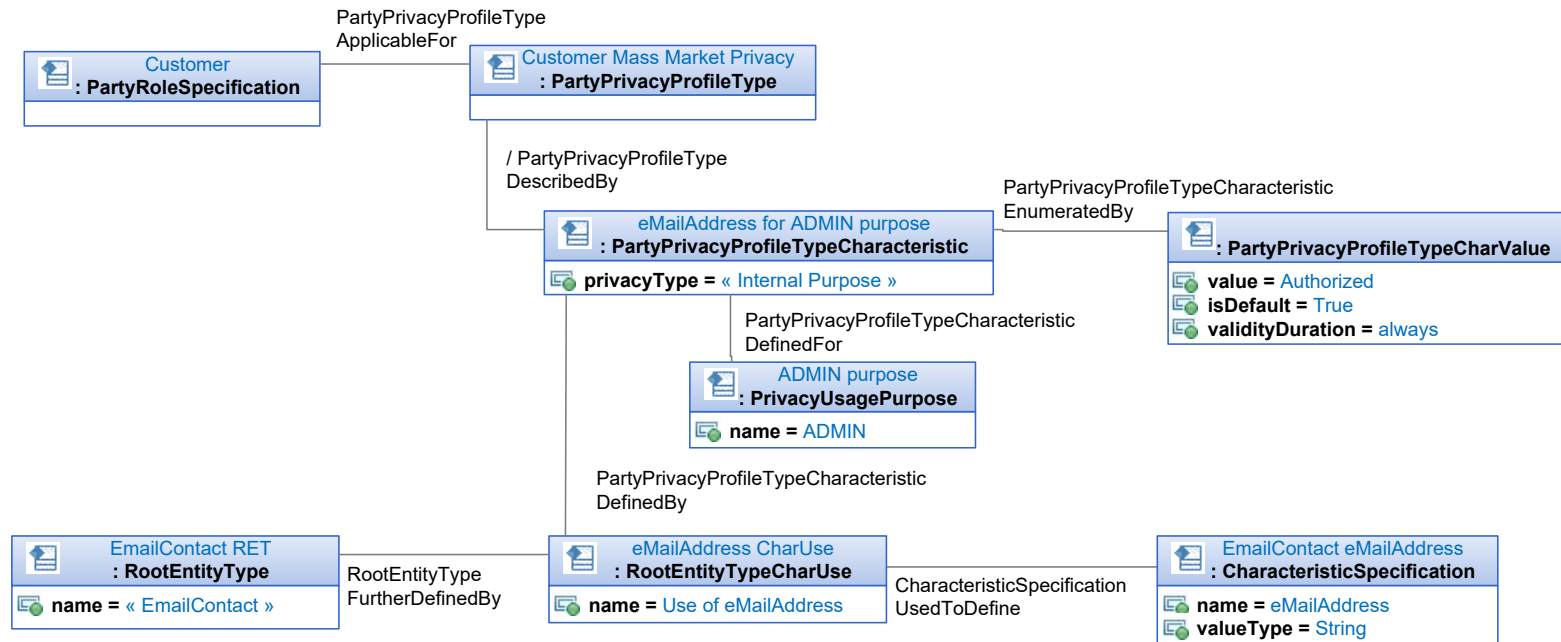 PartyPrivacyProfileType
ApplicableFor
Customer
: PartyRoleSpecification
Customer Mass Market Privacy
: PartyPrivacyProfileType
/ PartyPrivacyProfileType
DescribedBy
PartyPrivacyProfileTypeCharacteristic
EnumeratedBy
eMailAddress for ADMIN purpose
: PartyPrivacyProfileTypeCharacteristic
privacyType = « Internal Purpose »
: PartyPrivacyProfileTypeCharValue
value = Authorized
isDefault = True
validityDuration = always
PartyPrivacyProfileTypeCharacteristic
DefinedFor
ADMIN purpose
: PrivacyUsagePurpose
name = ADMIN
PartyPrivacyProfileTypeCharacteristic
DefinedBy
EmailContact RET
: RootEntityType
name = « EmailContact »
RootEntityType
FurtherDefinedBy
eMailAddress CharUse
: RootEntityTypeCharUse
name = Use of eMailAddress
CharacteristicSpecification
UsedToDefine
EmailContact eMailAddress
: CharacteristicSpecification
name = eMailAddress
valueType = String